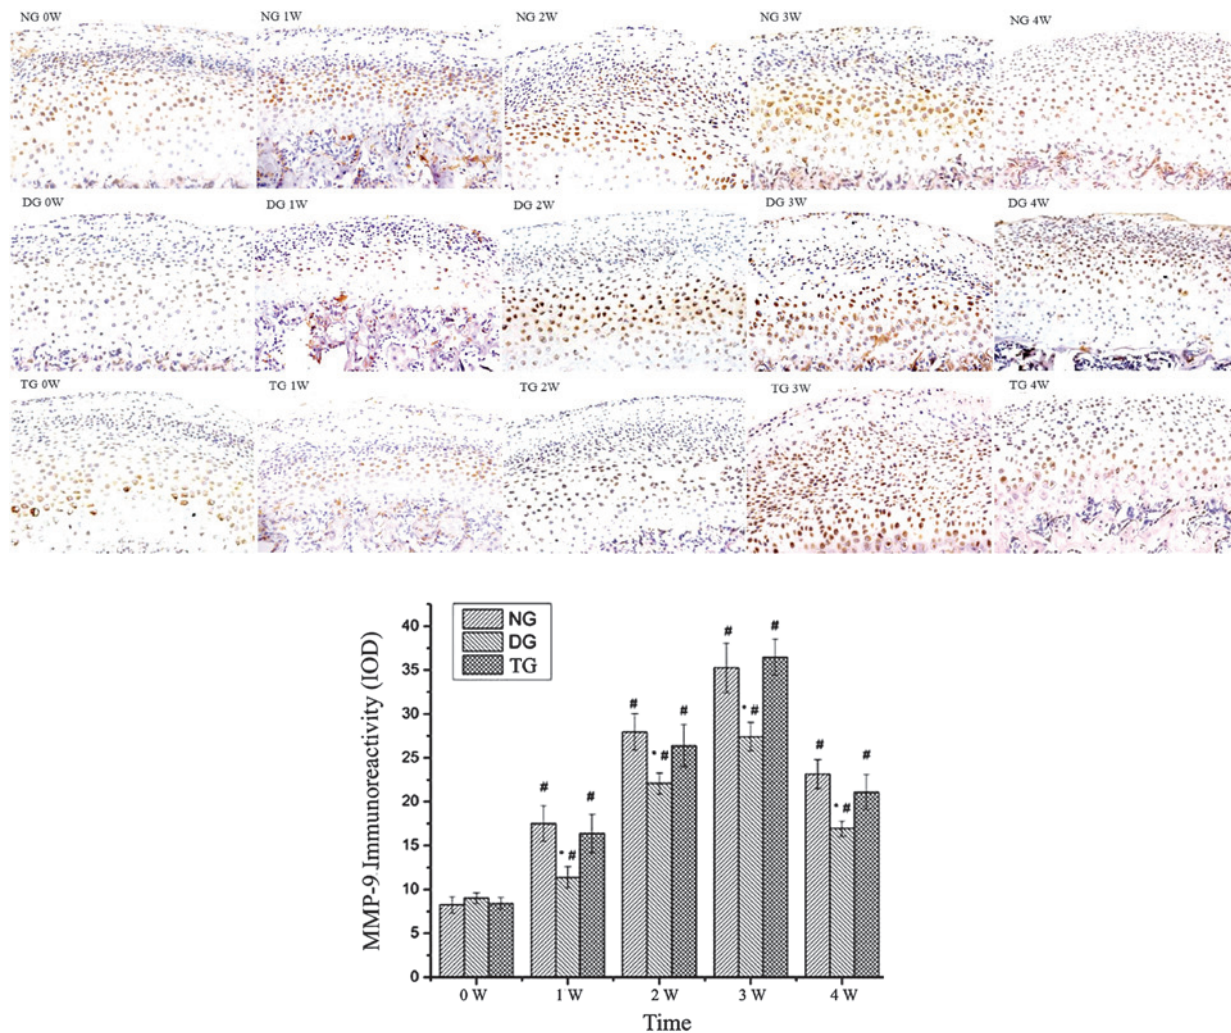 NG 0W
NG 1W
NG 2W
NG 3W
NG 4W
DG 0W
DG 1W
DG 2W
DG 3W
DG 4W
TG 0W
TG 1W
TG 2W
TG 3W
TG 4W
MMP-9.Immunoreactivity (IOD)
40
35
30
25
20
15
10
5
0
NG
DG
TG
#
#
* #
#
* #
#
#
* #
#
#
* #
#
0 W
1 W
2 W
3 W
4 W
Time